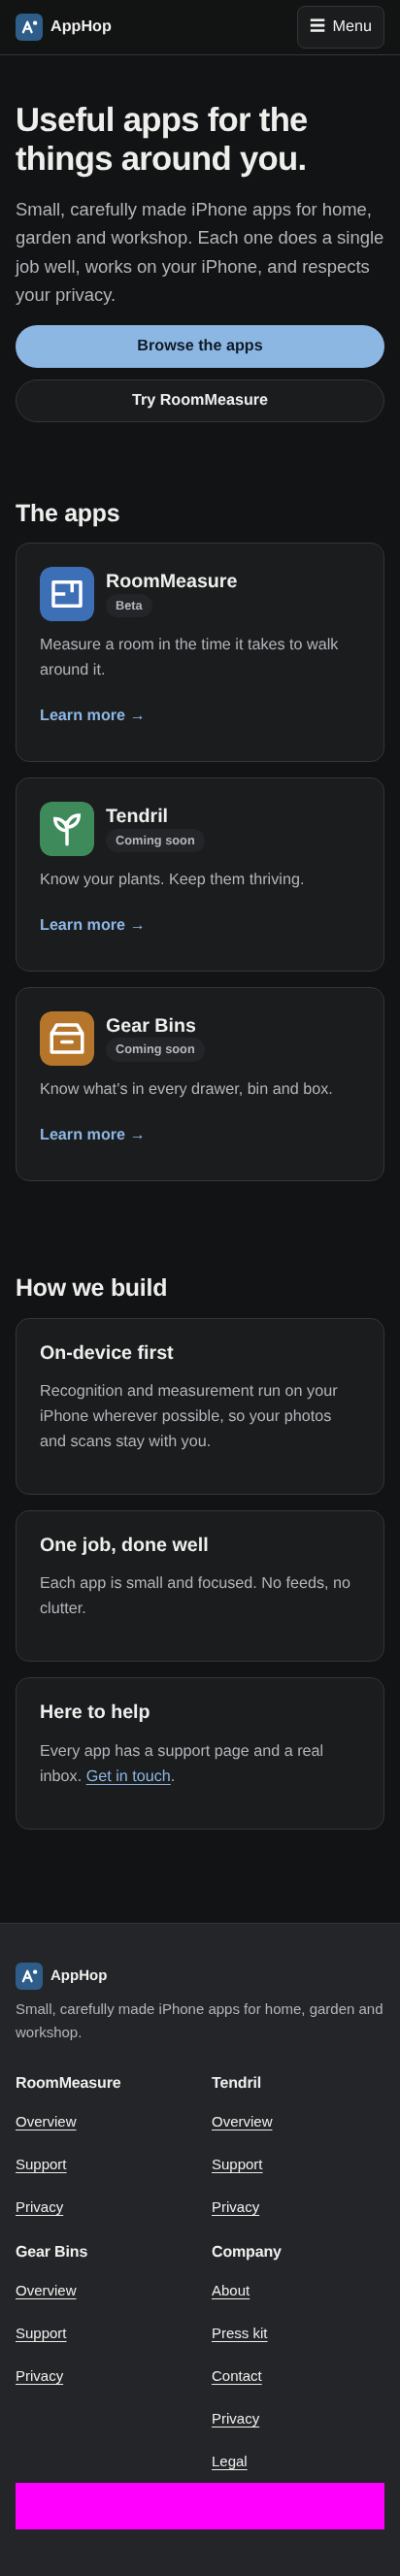 AppHop
☰ Menu
Useful apps for the
things around you.
Small, carefully made iPhone apps for home,
garden and workshop. Each one does a single
job well, works on your iPhone, and respects
your privacy.
Browse the apps
Try RoomMeasure
The apps
RoomMeasure
Beta
Measure a room in the time it takes to walk
around it.
Learn more →
Tendril
Coming soon
Know your plants. Keep them thriving.
Learn more →
Gear Bins
Coming soon
Know what’s in every drawer, bin and box.
Learn more →
How we build
On-device first
Recognition and measurement run on your
iPhone wherever possible, so your photos
and scans stay with you.
One job, done well
Each app is small and focused. No feeds, no
clutter.
Here to help
Every app has a support page and a real
inbox. Get in touch.
AppHop
Small, carefully made iPhone apps for home, garden and
workshop.
RoomMeasure
Overview
Support
Privacy
Tendril
Overview
Support
Privacy
Gear Bins
Overview
Support
Privacy
Company
About
Press kit
Contact
Privacy
Legal